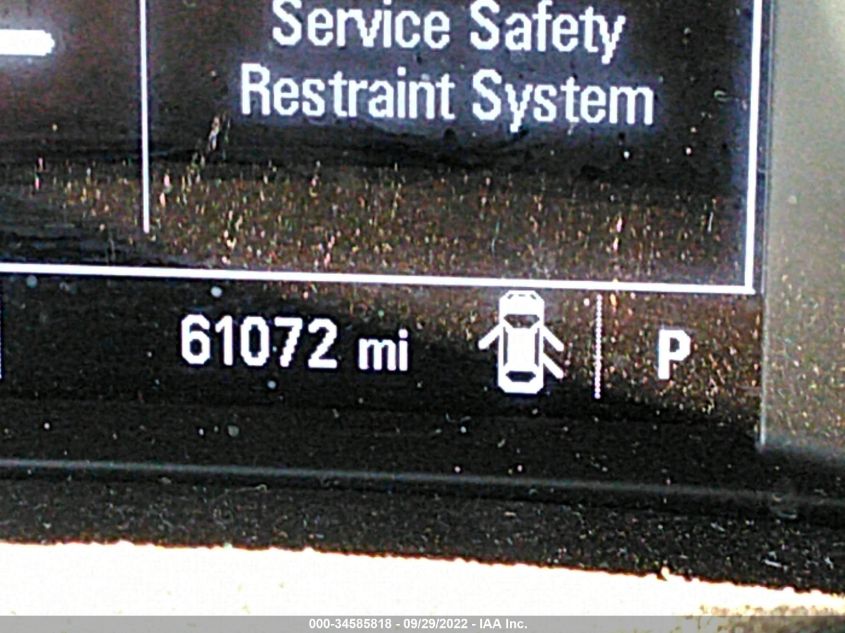 Service Safety
Restraint System
61072 mi P
000-34585818 - 09/29/2022 - IAA Inc.